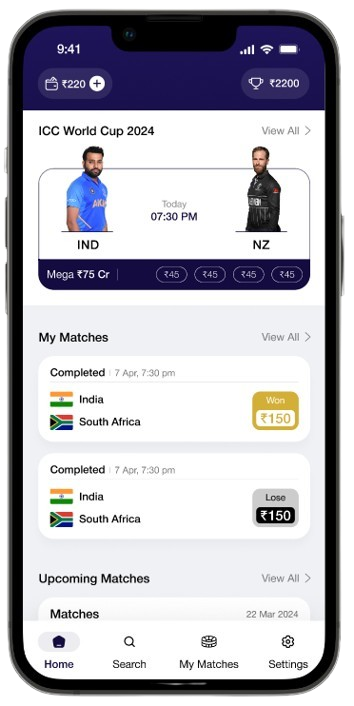 9:41
₹220
₹2200
ICC World Cup 2024
View All
Today
07:30 PM
IND
NZ
Mega ₹75 Cr
₹45 ₹45 ₹45 ₹45
My Matches
View All
Completed 7 Apr, 7:30 pm
India
South Africa
Won
₹150
Completed 7 Apr, 7:30 pm
India
South Africa
Lose
₹150
Upcoming Matches
View All
Matches
22 Mar 2024
Home
Search
My Matches
Settings